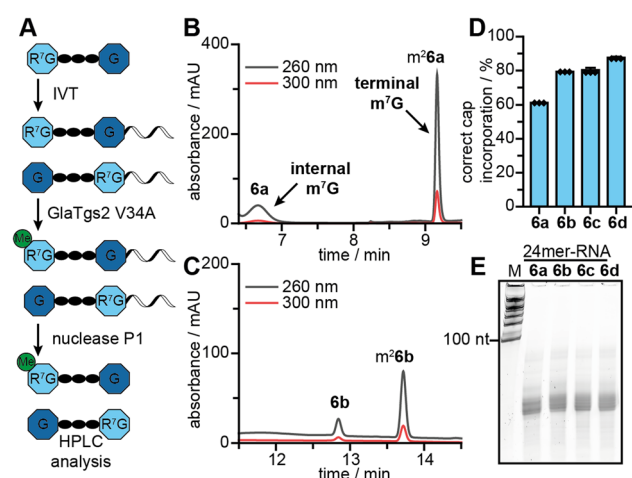 A
R⁷G
G
IVT
R⁷G
G
G
R⁷G
GlaTgs2 V34A
Me
R⁷G
G
G
R⁷G
nuclease P1
Me
R⁷G
G
G
R⁷G
HPLC
analysis
B
absorbance / mAU
400
200
0
260 nm
300 nm
m²6a
terminal
m⁷G
6a
internal
m⁷G
7
8
9
time / min
C
absorbance / mAU
200
100
0
260 nm
300 nm
6b
m²6b
12
13
14
time / min
D
correct cap
incorporation / %
100
80
60
40
20
0
6a 6b 6c 6d
E
24mer-RNA
M 6a 6b 6c 6d
100 nt